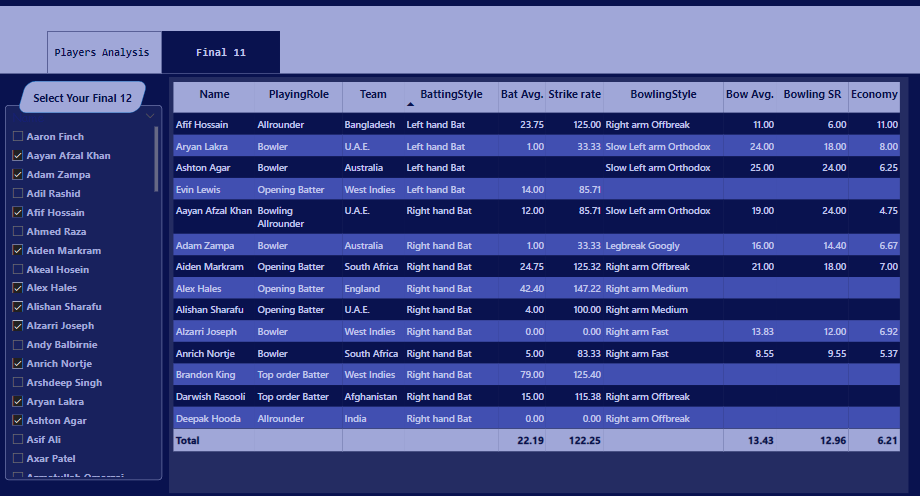 Players Analysis
Final 11
Select Your Final 12
Aaron Finch
Aayan Afzal Khan
Adam Zampa
Adil Rashid
Afif Hossain
Ahmed Raza
Aiden Markram
Akeal Hosein
Alex Hales
Alishan Sharafu
Alzarri Joseph
Andy Balbirnie
Anrich Nortje
Arshdeep Singh
Aryan Lakra
Ashton Agar
Asif Ali
Axar Patel
Name PlayingRole Team BattingStyle Bat Avg. Strike rate BowlingStyle Bow Avg. Bowling SR Economy
Afif Hossain Allrounder Bangladesh Left hand Bat 23.75 125.00 Right arm Offbreak 11.00 6.00 11.00
Aryan Lakra Bowler U.A.E. Left hand Bat 1.00 33.33 Slow Left arm Orthodox 24.00 18.00 8.00
Ashton Agar Bowler Australia Left hand Bat Slow Left arm Orthodox 25.00 24.00 6.25
Evin Lewis Opening Batter West Indies Left hand Bat 14.00 85.71
Aayan Afzal Khan Bowling U.A.E. Right hand Bat 12.00 85.71 Slow Left arm Orthodox 19.00 24.00 4.75
Allrounder
Adam Zampa Bowler Australia Right hand Bat 1.00 33.33 Legbreak Googly 16.00 14.40 6.67
Aiden Markram Opening Batter South Africa Right hand Bat 24.75 125.32 Right arm Offbreak 21.00 18.00 7.00
Alex Hales Opening Batter England Right hand Bat 42.40 147.22 Right arm Medium
Alishan Sharafu Opening Batter U.A.E. Right hand Bat 4.00 100.00 Right arm Medium
Alzarri Joseph Bowler West Indies Right hand Bat 0.00 0.00 Right arm Fast 13.83 12.00 6.92
Anrich Nortje Bowler South Africa Right hand Bat 5.00 83.33 Right arm Fast 8.55 9.55 5.37
Brandon King Top order Batter West Indies Right hand Bat 79.00 125.40
Darwish Rasooli Top order Batter Afghanistan Right hand Bat 15.00 115.38 Right arm Offbreak
Deepak Hooda Allrounder India Right hand Bat 0.00 0.00 Right arm Offbreak
Total 22.19 122.25 13.43 12.96 6.21